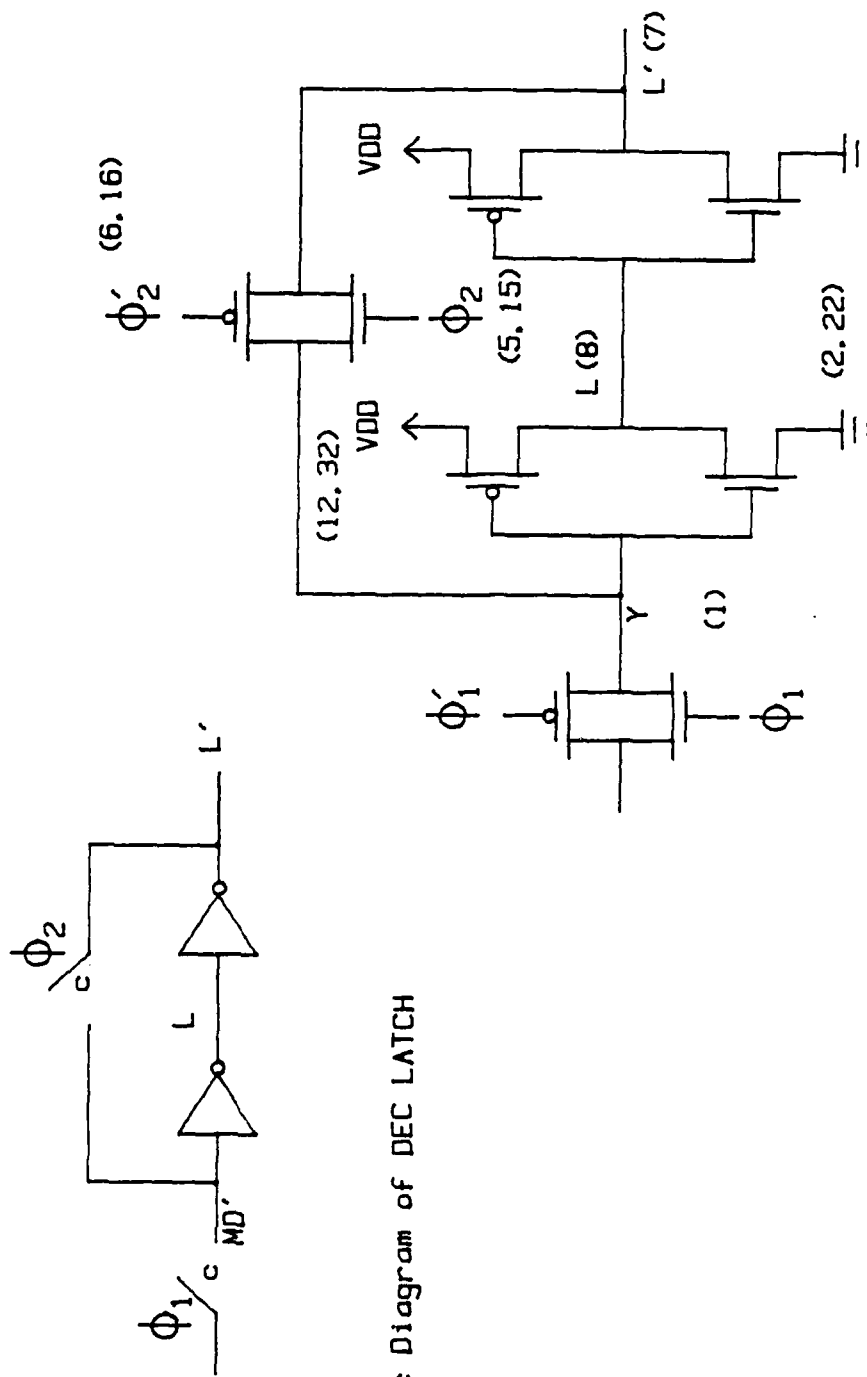 ϕ2
ϕ1
c
c
MD'
L
L'
Diagram of DEC LATCH
ϕ'2 (6, 16)
ϕ2
(5, 15)
(12, 32)
VDD
VDD
ϕ'1
ϕ1
Y
(1)
L(8)
L'(7)
(2, 22)